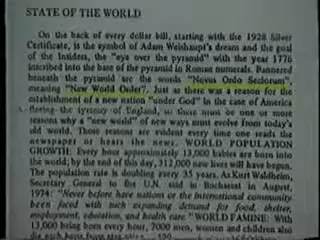 STATE OF THE WORLD
On the back of every dollar bill, starting with the 1928 Silver
Certificate, is the symbol of Adam Weishaupt's dream and the goal
of the Insiders, the "eye over the pyramid" with the year 1776
inscribed into the base of the pyramid in Roman numerals. Bannered
beneath the pyramid are the words "Novus Ordo Seclorum",
meaning "New World Order". Just as there was a reason for the
establishment of a new nation "under God" in the case of America
fleeing the tyranny of England, so there must be one or more
reasons why a "new world" of new ways must evolve from today's
old world. Those reasons are evident every time one reads the
newspaper or hears the news. WORLD POPULATION
GROWTH: Every hour approximately 13,000 babies are born into
the world; by the end of this day, 312,000 new lives will have begun.
The population rate is doubling every 35 years. As Kurt Waldheim,
Secretary General to the U.N. said in Bucharest in August,
1974: "Never before have nations or the international community
been faced with such expanding demand for food, shelter,
employment, education, and health care." WORLD FAMINE: With
13,000 being born every hour, 7000 men, women and children also
die each hour from